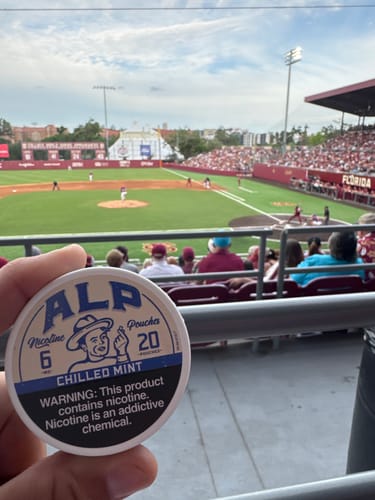 FLORIDA
ALP
Nicotine Pouches
6 20
MG POUCHES
CHILLED MINT
WARNING: This product
contains nicotine.
Nicotine is an addictive
chemical.